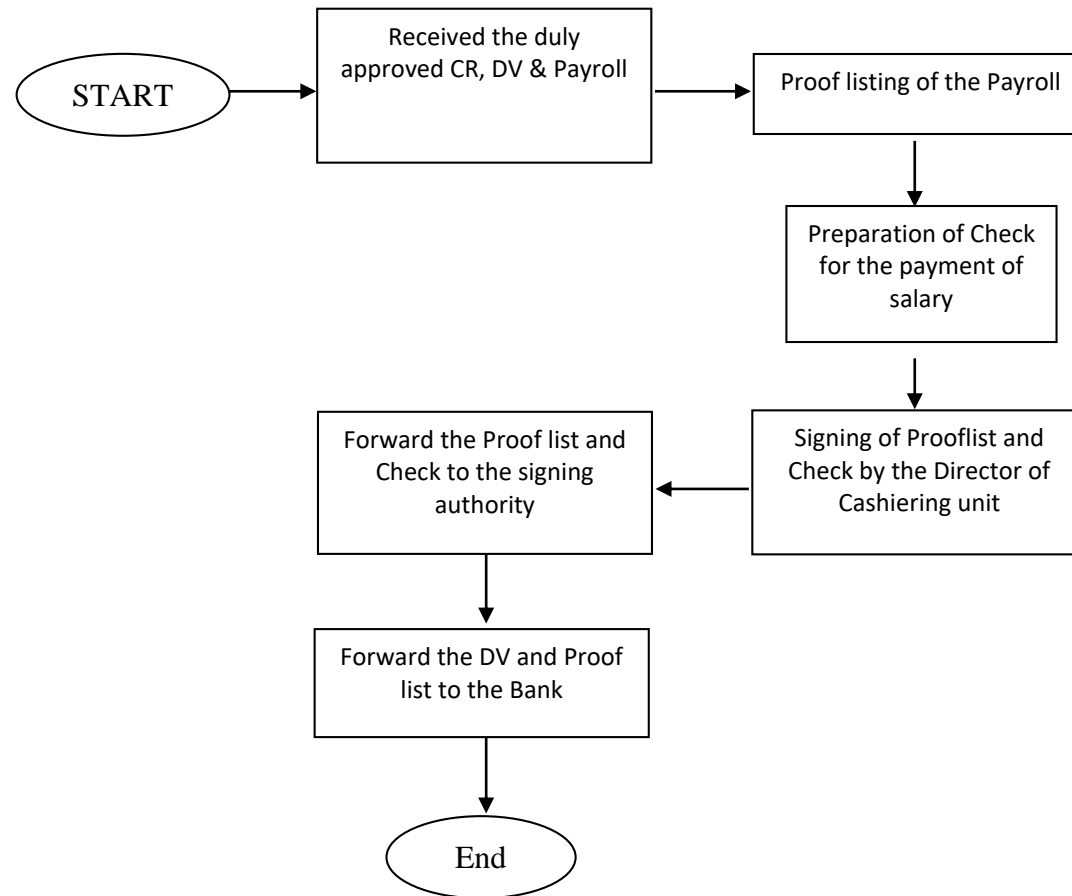 START
Received the duly
approved CR, DV & Payroll
Proof listing of the Payroll
Preparation of Check
for the payment of
salary
Signing of Prooflist and
Check by the Director of
Cashiering unit
Forward the Proof list and
Check to the signing
authority
Forward the DV and Proof
list to the Bank
End